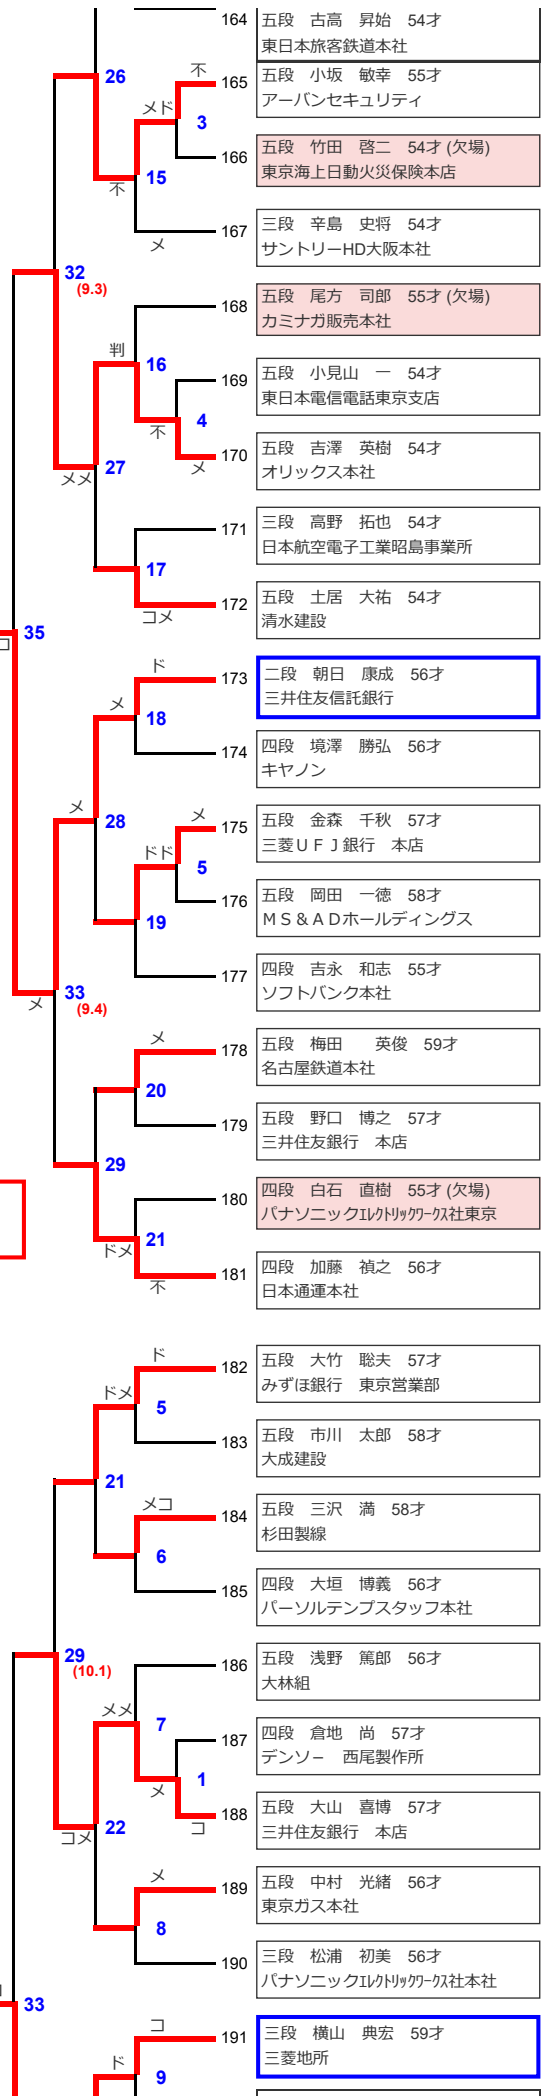 164 五段 古高 昇始 54才
東日本旅客鉄道本社
26
不
165 五段 小坂 敏幸 55才
アーバンセキュリティ
メド
3
166 五段 竹田 啓二 54才 (欠場)
東京海上日動火災保険本店
15
不
167 三段 辛島 史将 54才
サントリーHD大阪本社
メ
32
(9.3)
168 五段 尾方 司郎 55才 (欠場)
カミナガ販売本社
判
16
169 五段 小見山 一 54才
東日本電信電話東京支店
4
不
170 五段 吉澤 英樹 54才
オリックス本社
メ
27
メメ
171 三段 高野 拓也 54才
日本航空電子工業昭島事業所
17
172 五段 土居 大祐 54才
清水建設
コメ
35
コ
ド
173 二段 朝日 康成 56才
三井住友信託銀行
メ
18
174 四段 境澤 勝弘 56才
キヤノン
メ
28
メ
175 五段 金森 千秋 57才
三菱UFJ銀行 本店
ドド
5
176 五段 岡田 一徳 58才
MS&ADホールディングス
19
177 四段 吉永 和志 55才
ソフトバンク本社
33
メ
(9.4)
メ
178 五段 梅田 英俊 59才
名古屋鉄道本社
20
179 五段 野口 博之 57才
三井住友銀行 本店
29
180 四段 白石 直樹 55才 (欠場)
パナソニックエレクトリックワークス社東京
21
ドメ
181 四段 加藤 禎之 56才
日本通運本社
不
ド
182 五段 大竹 聡夫 57才
みずほ銀行 東京営業部
ドメ
5
183 五段 市川 太郎 58才
大成建設
21
メコ
184 五段 三沢 満 58才
杉田製線
6
185 四段 大垣 博義 56才
パーソルテンプスタッフ本社
29
(10.1)
186 五段 浅野 篤郎 56才
大林組
メメ
7
187 四段 倉地 尚 57才
デンソー 西尾製作所
1
メ
188 五段 大山 喜博 57才
三井住友銀行 本店
コ
22
コメ
メ
189 五段 中村 光緒 56才
東京ガス本社
8
190 三段 松浦 初美 56才
パナソニックエレクトリックワークス社本社
33
コ
191 三段 横山 典宏 59才
三菱地所
ド
9